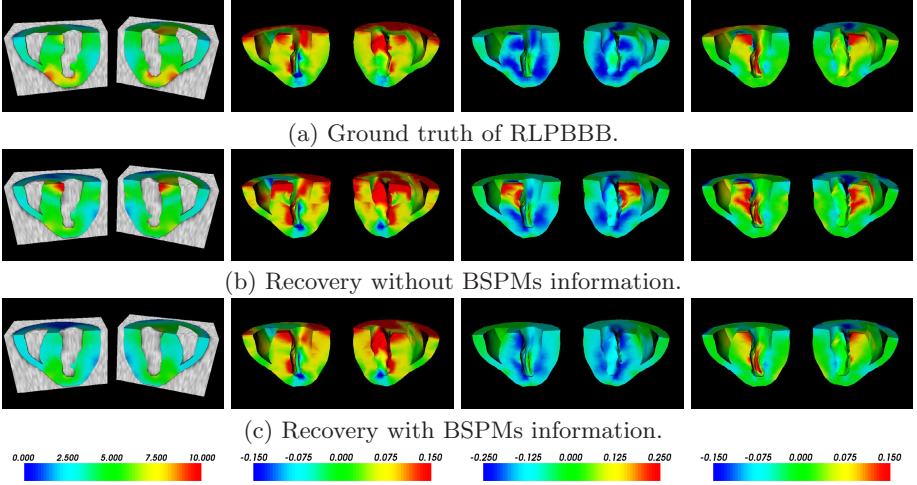 (a) Ground truth of RLPBBB.
(b) Recovery without BSPMs information.
(c) Recovery with BSPMs information.
0.000 2.500 5.000 7.500 10.000 -0.150 -0.075 0.000 0.075 0.150 -0.250 -0.125 0.000 0.125 0.250 -0.150 -0.075 0.000 0.075 0.150